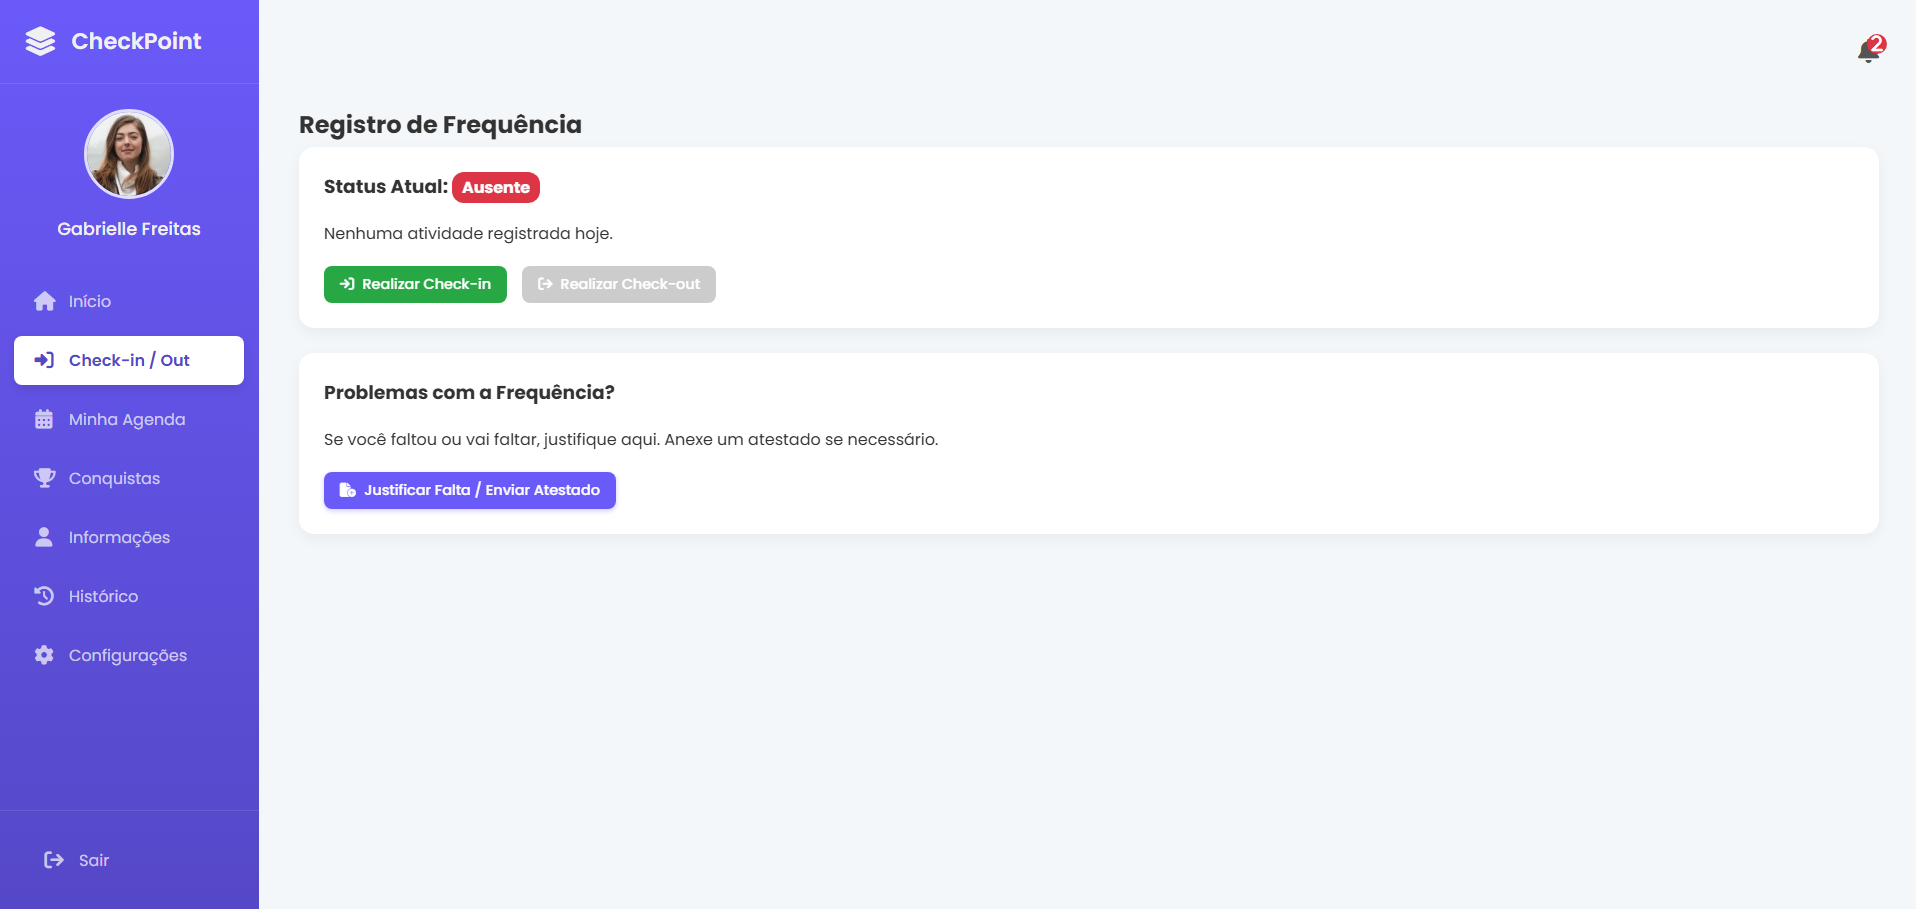 CheckPoint
Gabrielle Freitas
Início
Check-in / Out
Minha Agenda
Conquistas
Informações
Histórico
Configurações
Sair
2
Registro de Frequência
Status Atual: Ausente
Nenhuma atividade registrada hoje.
Realizar Check-in Realizar Check-out
Problemas com a Frequência?
Se você faltou ou vai faltar, justifique aqui. Anexe um atestado se necessário.
Justificar Falta / Enviar Atestado